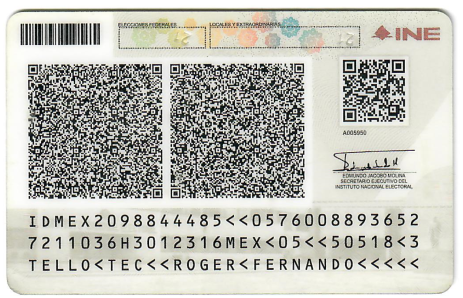 ELECCIONES FEDERALES LOCALES Y EXTRAORDINARIAS
INE
A005950
EDMUNDO JACOBO MOLINA
SECRETARIO EJECUTIVO DEL
INSTITUTO NACIONAL ELECTORAL
IDMEX2098844485<<0576008893652
7211036H3012316MEX<05<<50518<3
TELLO<TEC<<ROGER<FERNANDO<<<<<